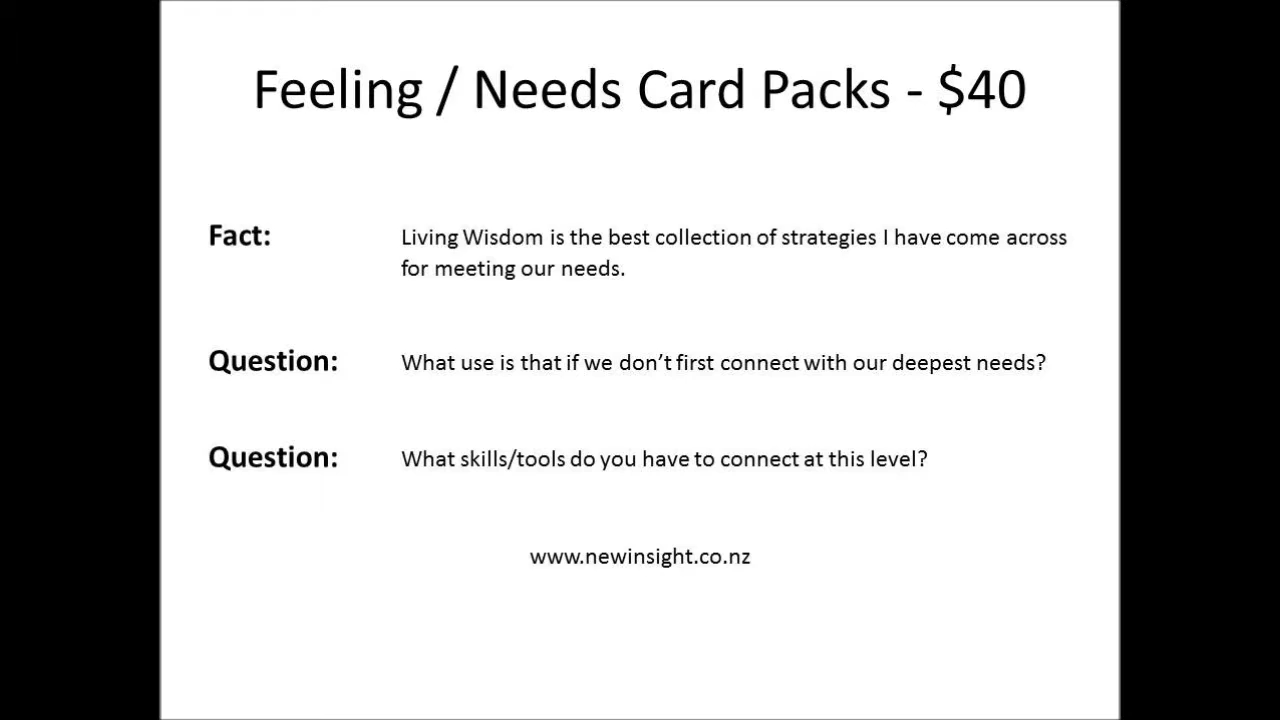 Feeling / Needs Card Packs - $40
Fact: Living Wisdom is the best collection of strategies I have come across
for meeting our needs.
Question: What use is that if we don’t first connect with our deepest needs?
Question: What skills/tools do you have to connect at this level?
www.newinsight.co.nz